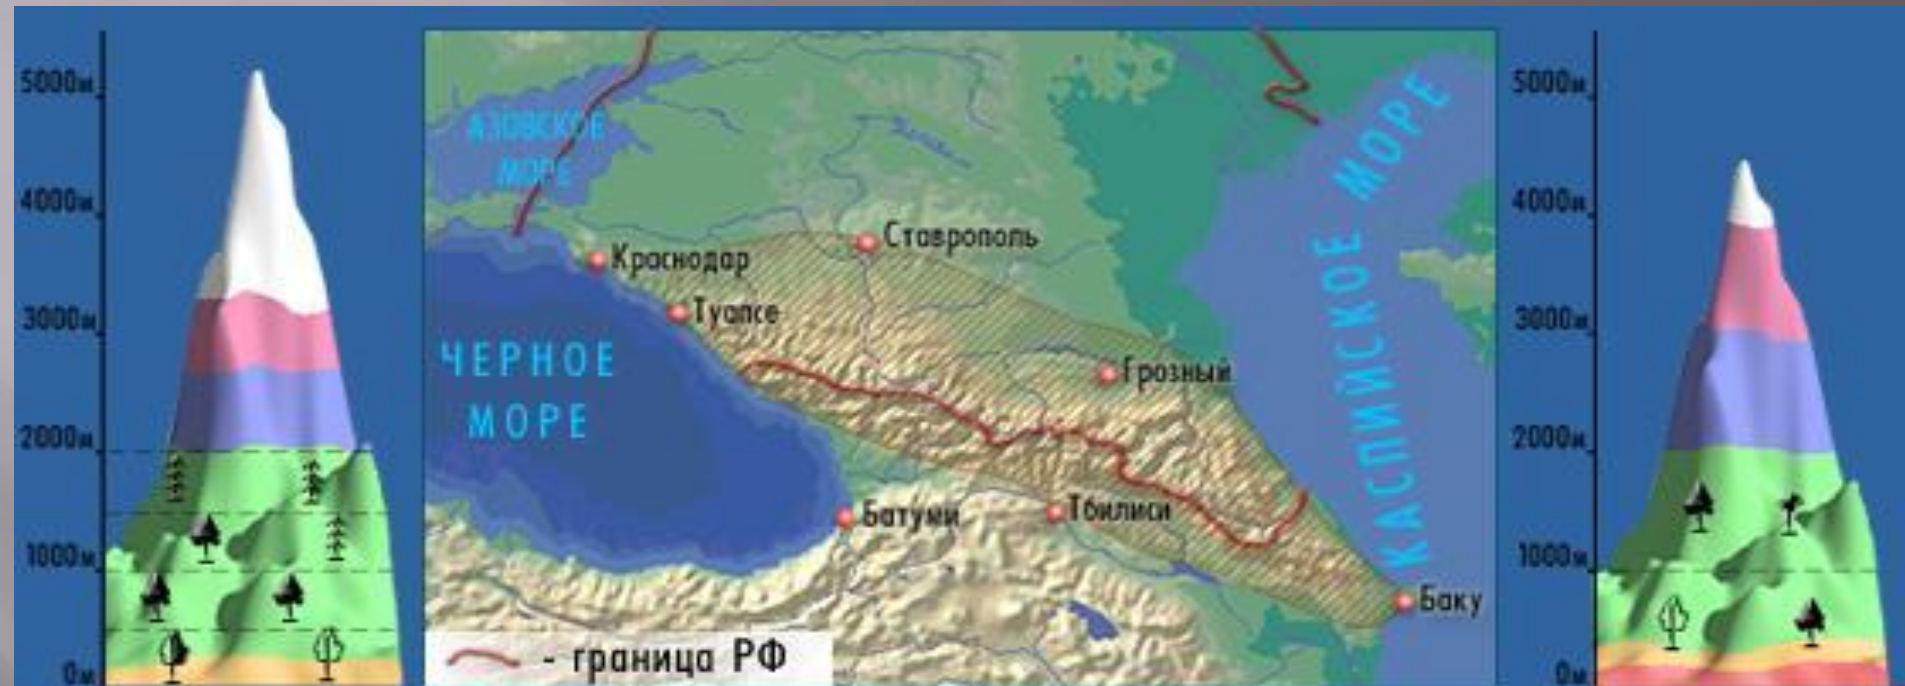 5000м
4000м
3000м
2000м
1000м
0м
АЗОВСКОЕ
МОРЕ
ЧЕРНОЕ
МОРЕ
Краснодар
Ставрополь
Туапсе
Грозный
Батуми
Тбилиси
Баку
КАСПИЙСКОЕ МОРЕ
- граница РФ
5000м
4000м
3000м
2000м
1000м
0м